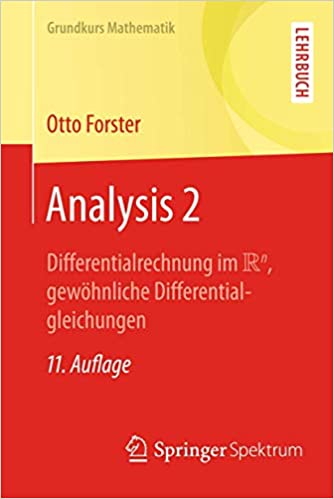 Grundkurs Mathematik
LEHRBUCH
Otto Forster
Analysis 2
Differentialrechnung im ℝⁿ,
gewöhnliche Differential-
gleichungen
11. Auflage
Springer Spektrum